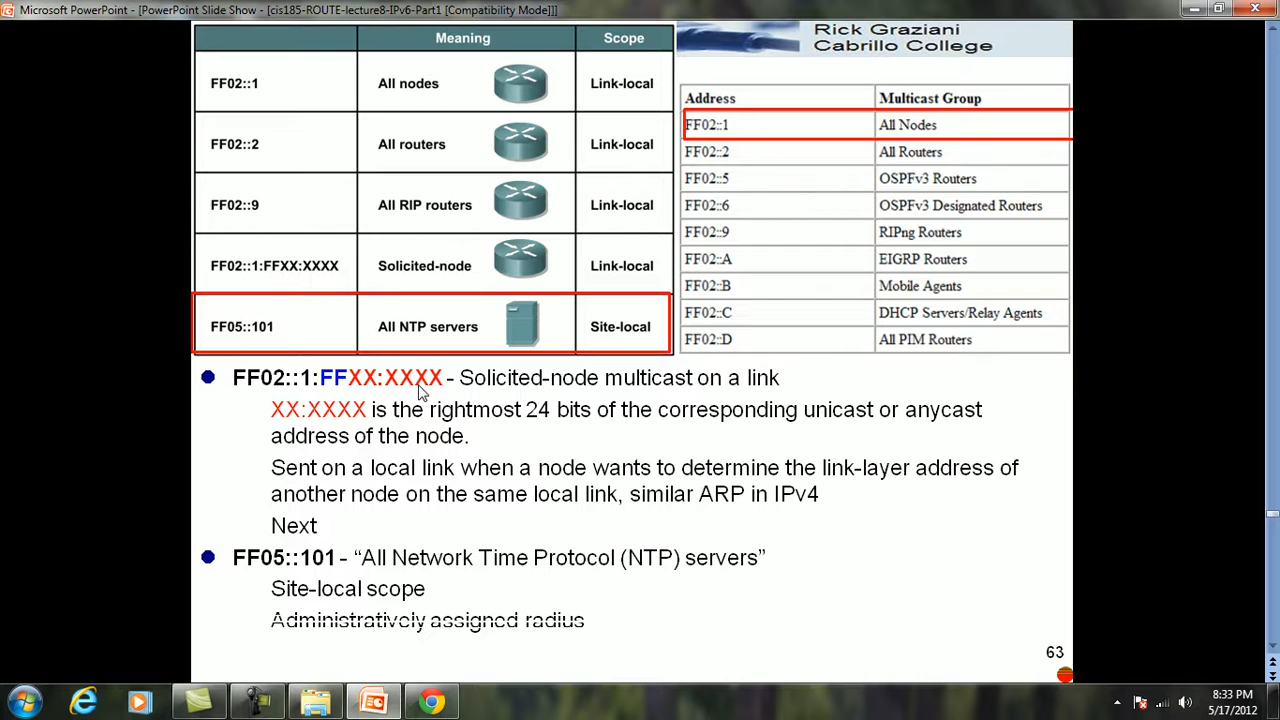 Microsoft PowerPoint - [PowerPoint Slide Show - [cis185-ROUTE-lecture8-IPv6-Part1 [Compatibility Mode]]]
Meaning Scope
FF02::1 All nodes Link-local
FF02::2 All routers Link-local
FF02::9 All RIP routers Link-local
FF02::1:FFXX:XXXX Solicited-node Link-local
FF05::101 All NTP servers Site-local
Rick Graziani
Cabrillo College
Address Multicast Group
FF02::1 All Nodes
FF02::2 All Routers
FF02::5 OSPFv3 Routers
FF02::6 OSPFv3 Designated Routers
FF02::9 RIPng Routers
FF02::A EIGRP Routers
FF02::B Mobile Agents
FF02::C DHCP Servers/Relay Agents
FF02::D All PIM Routers
FF02::1:FFXX:XXXX - Solicited-node multicast on a link
XX:XXXX is the rightmost 24 bits of the corresponding unicast or anycast
address of the node.
Sent on a local link when a node wants to determine the link-layer address of
another node on the same local link, similar ARP in IPv4
Next
FF05::101 - “All Network Time Protocol (NTP) servers”
Site-local scope
Administratively assigned radius
63
8:33 PM
5/17/2012